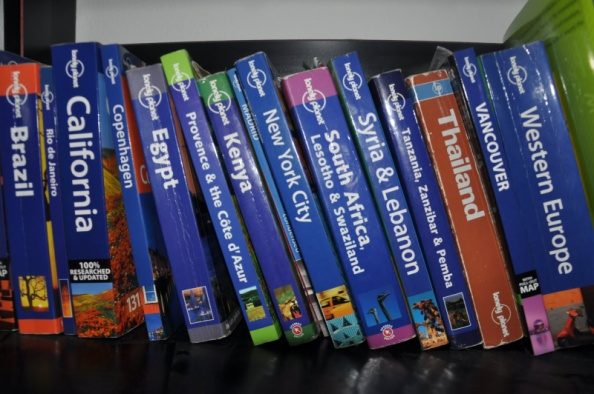 lonely planet
Brazil
Rio de Janeiro
lonely planet
California
100%
RESEARCHED
& UPDATED
lonely planet
Copenhagen
131
lonely planet
Egypt
lonely planet
Provence & the Côte d'Azur
lonely planet
Kenya
MADRID
lonely planet
New York City
lonely planet
South Africa,
Lesotho & Swaziland
lonely planet
Syria & Lebanon
lonely planet
Tanzania, Zanzibar & Pemba
Thailand
lonely planet
lonely planet
VANCOUVER
MAP
lonely planet
Western Europe